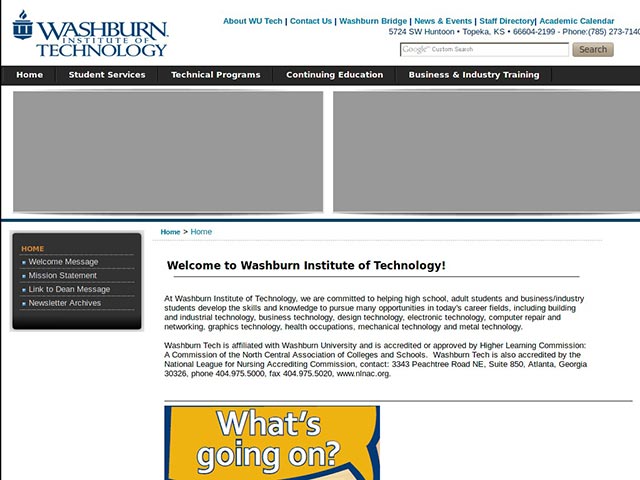 WASHBURN
INSTITUTE OF
TECHNOLOGY
About WU Tech | Contact Us | Washburn Bridge | News & Events | Staff Directory| Academic Calendar
5724 SW Huntoon • Topeka, KS • 66604-2199 - Phone:(785) 273-7140
Google™ Custom Search
Search
Home Student Services Technical Programs Continuing Education Business & Industry Training
Home > Home
HOME
Welcome Message
Mission Statement
Link to Dean Message
Newsletter Archives
Welcome to Washburn Institute of Technology!
At Washburn Institute of Technology, we are committed to helping high school, adult students and business/industry
students develop the skills and knowledge to pursue many opportunities in today's career fields, including building
and industrial technology, business technology, design technology, electronic technology, computer repair and
networking, graphics technology, health occupations, mechanical technology and metal technology.
Washburn Tech is affiliated with Washburn University and is accredited or approved by Higher Learning Commission:
A Commission of the North Central Association of Colleges and Schools. Washburn Tech is also accredited by the
National League for Nursing Accrediting Commission, contact: 3343 Peachtree Road NE, Suite 850, Atlanta, Georgia
30326, phone 404.975.5000, fax 404.975.5020, www.nlnac.org.
What's
going on?